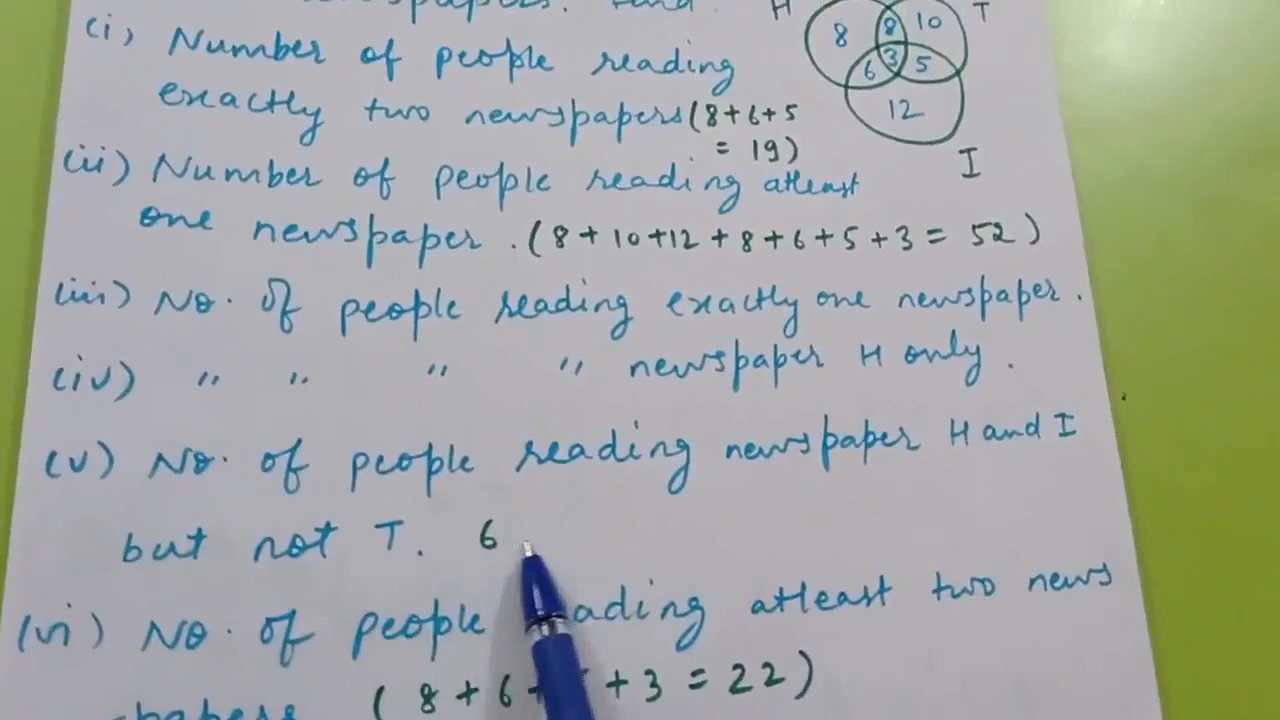 newspapers. Find
H
T
8 8 10
(i) Number of people reading
6 3 5
exactly two newspapers (8+6+5
12
= 19)
I
(ii) Number of people reading atleast
one newspaper. (8+10+12+8+6+5+3 = 52)
(iii) No. of people reading exactly one newspaper.
(iv) " " " " newspaper H only.
(v) No. of people reading newspaper H and I
but not T. 6
(vi) No. of people atleast two news
(8+6+ +3 = 22)